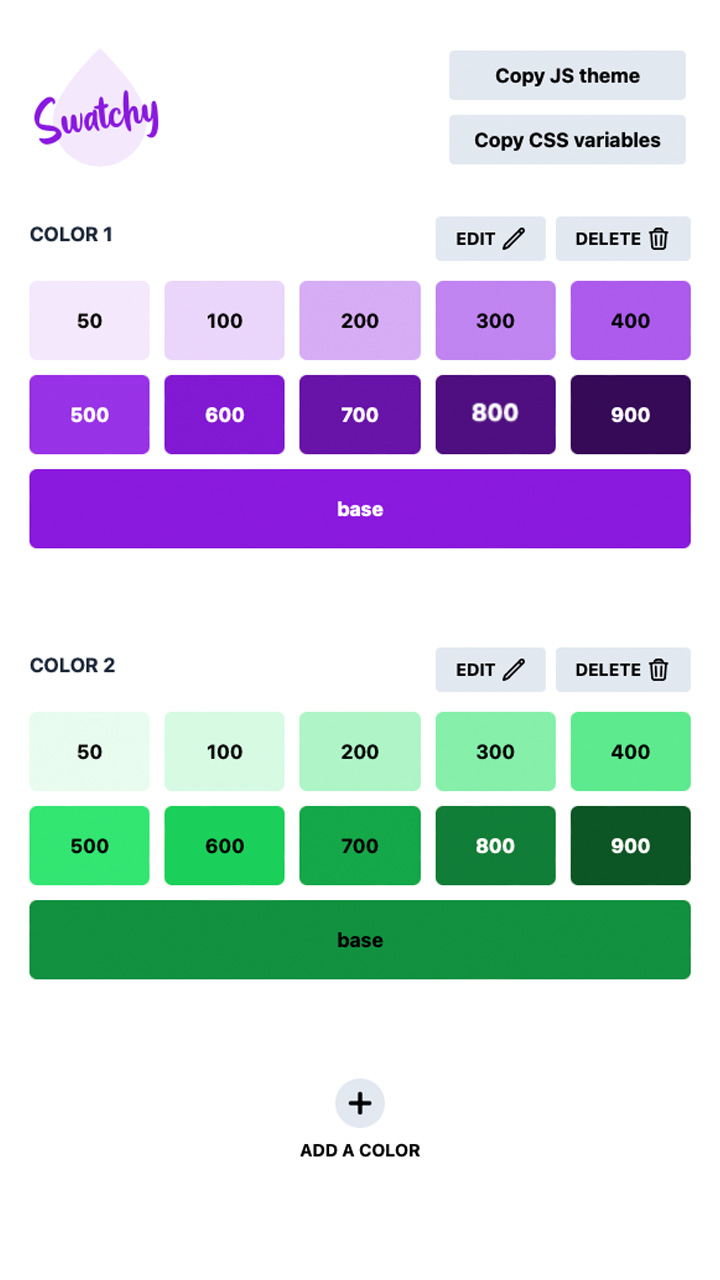 Swatchy
Copy JS theme
Copy CSS variables
COLOR 1
EDIT DELETE
50 100 200 300 400
500 600 700 800 900
base
COLOR 2
EDIT DELETE
50 100 200 300 400
500 600 700 800 900
base
ADD A COLOR